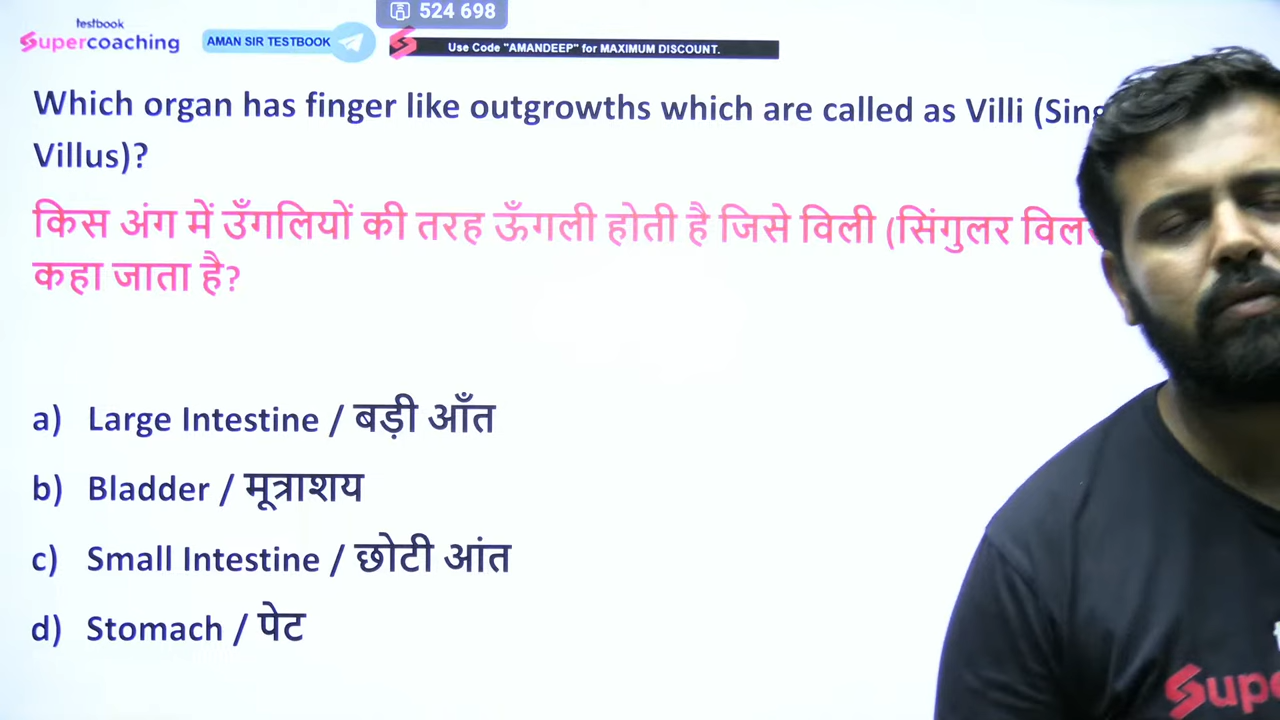 testbook
Supercoaching
AMAN SIR TESTBOOK
524 698
Use Code "AMANDEEP" for MAXIMUM DISCOUNT.
Which organ has finger like outgrowths which are called as Villi (Sing
Villus)?
किस अंग में उँगलियों की तरह ऊँगली होती है जिसे विली (सिंगुलर
कहा जाता है?
a) Large Intestine / बड़ी आँत
b) Bladder / मूत्राशय
c) Small Intestine / छोटी आंत
d) Stomach / पेट
Supe